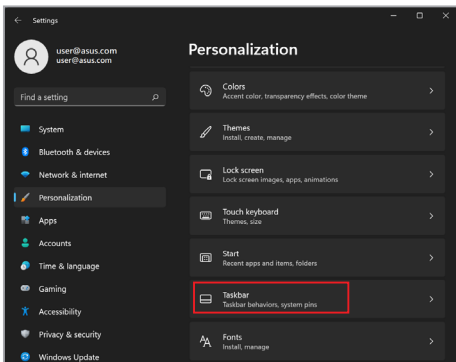 Settings
user@asus.com
user@asus.com
Find a setting
System
Bluetooth & devices
Network & internet
Personalization
Apps
Accounts
Time & language
Gaming
Accessibility
Privacy & security
Windows Update
Personalization
Colors
Accent color, transparency effects, color theme
Themes
Install, create, manage
Lock screen
Lock screen images, apps, animations
Touch keyboard
Themes, size
Start
Recent apps and items, folders
Taskbar
Taskbar behaviors, system pins
Fonts
Install, manage